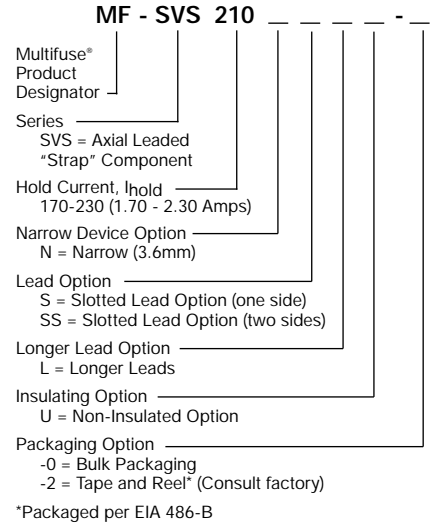 MF - SVS 210 _ _ _ _ - _
Multifuse®
Product
Designator
Series
SVS = Axial Leaded
“Strap” Component
Hold Current, Ihold
170-230 (1.70 - 2.30 Amps)
Narrow Device Option
N = Narrow (3.6mm)
Lead Option
S = Slotted Lead Option (one side)
SS = Slotted Lead Option (two sides)
Longer Lead Option
L = Longer Leads
Insulating Option
U = Non-Insulated Option
Packaging Option
-0 = Bulk Packaging
-2 = Tape and Reel* (Consult factory)
*Packaged per EIA 486-B